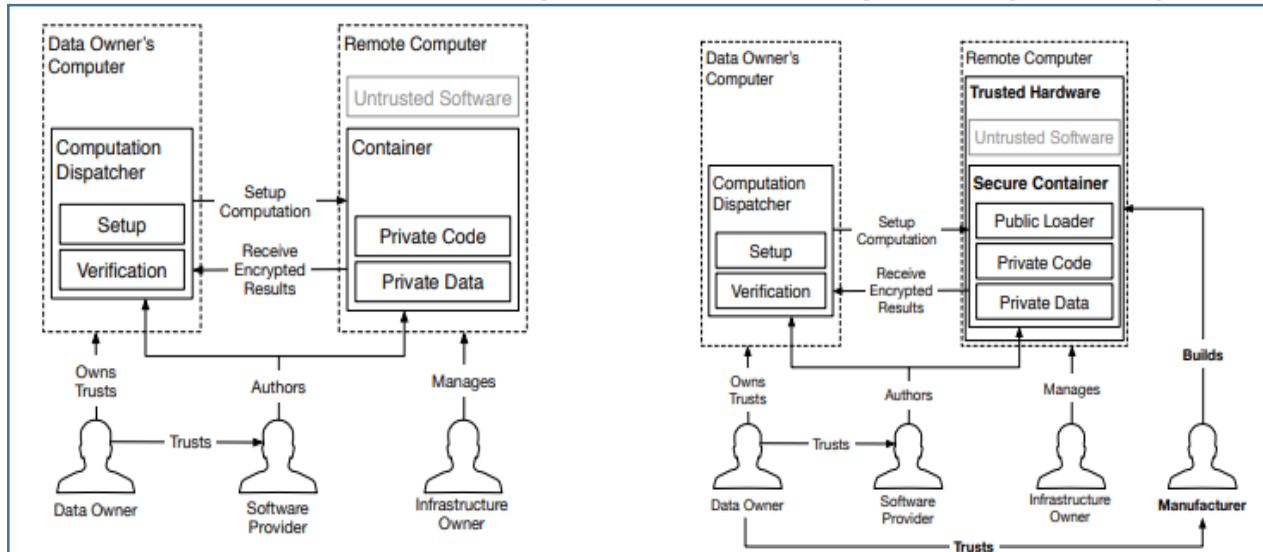 Data Owner's
Computer
Remote Computer
Untrusted Software
Computation
Dispatcher
Container
Setup
Verification
Setup
Computation
Receive
Encrypted
Results
Private Code
Private Data
Owns
Trusts
Authors
Manages
Trusts
Data Owner
Software
Provider
Infrastructure
Owner
Data Owner's
Computer
Remote Computer
Trusted Hardware
Untrusted Software
Computation
Dispatcher
Secure Container
Setup
Verification
Setup
Computation
Receive
Encrypted
Results
Public Loader
Private Code
Private Data
Owns
Trusts
Authors
Manages
Builds
Trusts
Data Owner
Software
Provider
Infrastructure
Owner
Manufacturer
Trusts